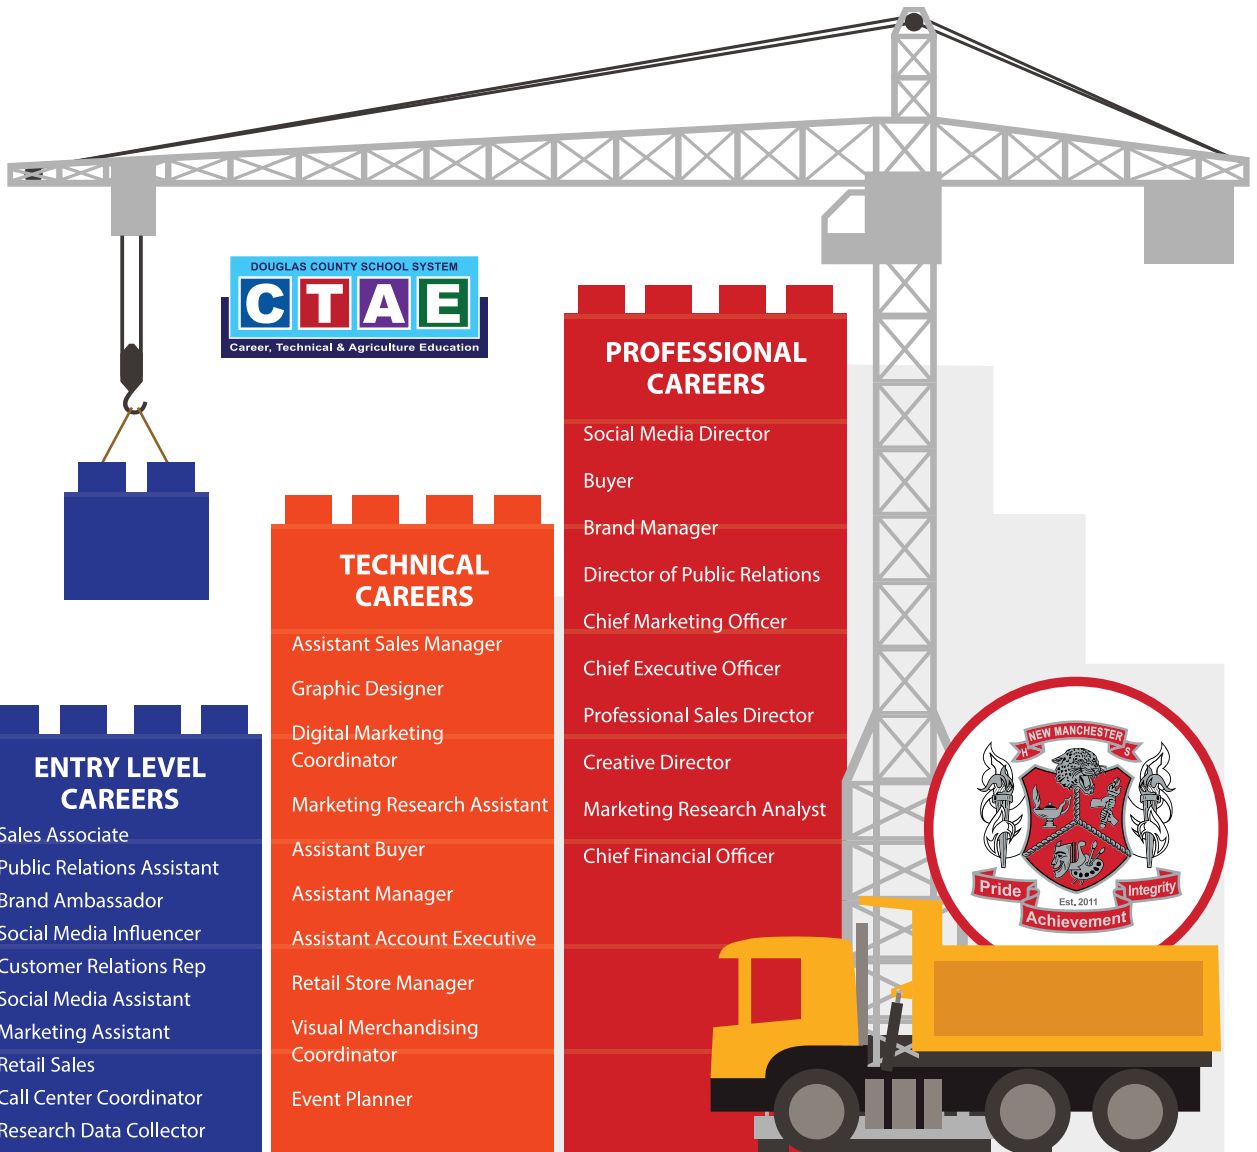 DOUGLAS COUNTY SCHOOL SYSTEM
CTAE
Career, Technical & Agriculture Education
PROFESSIONAL
CAREERS
Social Media Director
Buyer
Brand Manager
Director of Public Relations
Chief Marketing Officer
Chief Executive Officer
Professional Sales Director
Creative Director
Marketing Research Analyst
Chief Financial Officer
TECHNICAL
CAREERS
Assistant Sales Manager
Graphic Designer
Digital Marketing
Coordinator
Marketing Research Assistant
Assistant Buyer
Assistant Manager
Assistant Account Executive
Retail Store Manager
Visual Merchandising
Coordinator
Event Planner
ENTRY LEVEL
CAREERS
Sales Associate
Public Relations Assistant
Brand Ambassador
Social Media Influencer
Customer Relations Rep
Social Media Assistant
Marketing Assistant
Retail Sales
Call Center Coordinator
Research Data Collector
NEW MANCHESTER
H S
Pride
Integrity
Est. 2011
Achievement